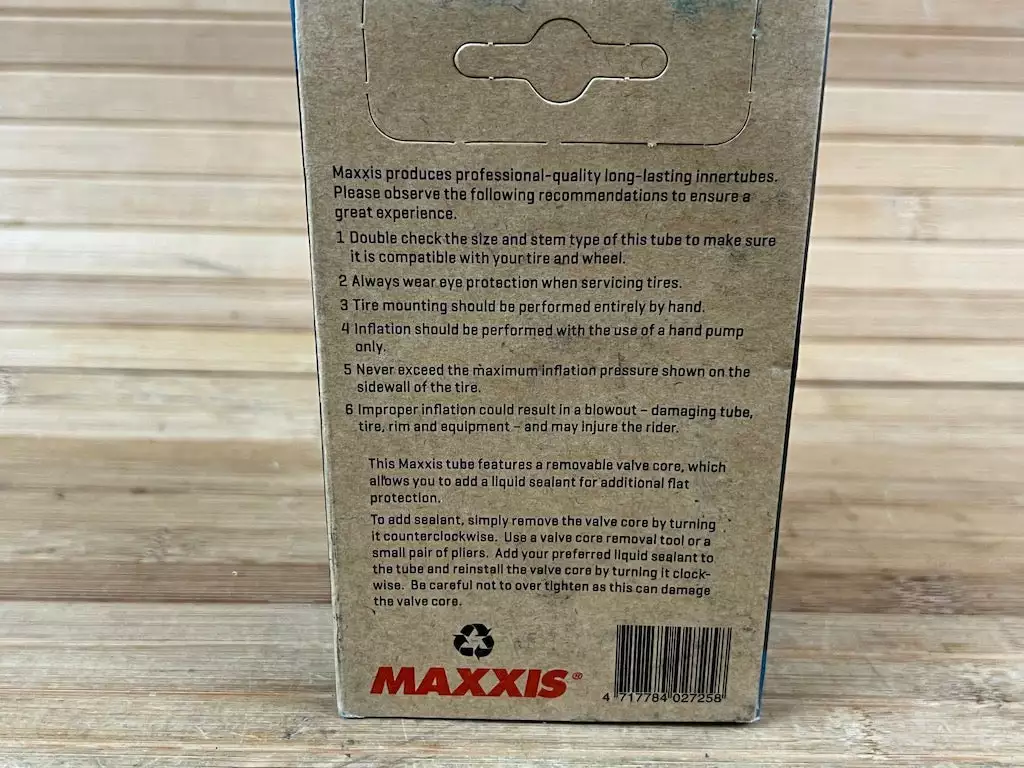 Maxxis produces professional-quality long-lasting innertubes.
Please observe the following recommendations to ensure a
great experience.
1 Double check the size and stem type of this tube to make sure
it is compatible with your tire and wheel.
2 Always wear eye protection when servicing tires.
3 Tire mounting should be performed entirely by hand.
4 Inflation should be performed with the use of a hand pump
only.
5 Never exceed the maximum inflation pressure shown on the
sidewall of the tire.
6 Improper inflation could result in a blowout – damaging tube,
tire, rim and equipment – and may injure the rider.
This Maxxis tube features a removable valve core, which
allows you to add a liquid sealant for additional flat
protection.
To add sealant, simply remove the valve core by turning
it counterclockwise. Use a valve core removal tool or a
small pair of pliers. Add your preferred liquid sealant to
the tube and reinstall the valve core by turning it clock-
wise. Be careful not to over tighten as this can damage
the valve core.
MAXXIS®
4 717784 027258